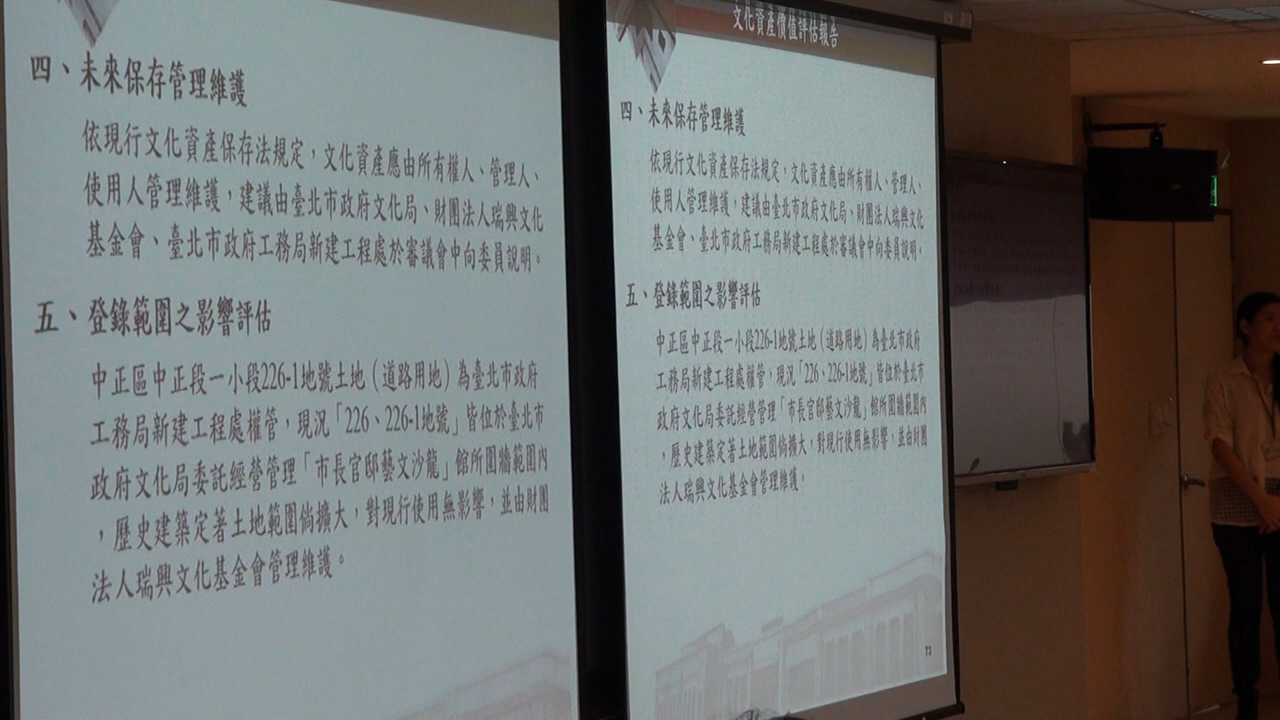 四、未來保存管理維護
依現行文化資產保存法規定，文化資產應由所有權人、管理人、
使用人管理維護，建議由臺北市政府文化局、財團法人瑞興文化
基金會、臺北市政府工務局新建工程處於審議會中向委員說明。
五、登錄範圍之影響評估
中正區中正段一小段226-1地號土地（道路用地）為臺北市政府
工務局新建工程處權管，現況「226、226-1地號」皆位於臺北市
政府文化局委託經營管理「市長官邸藝文沙龍」館所圍牆範圍內
，歷史建築定著土地範圍倘擴大，對現行使用無影響，並由財團
法人瑞興文化基金會管理維護。
文化資產價值評估報告
四、未來保存管理維護
依現行文化資產保存法規定，文化資產應由所有權人、管理人、
使用人管理維護，建議由臺北市政府文化局、財團法人瑞興文化
基金會、臺北市政府工務局新建工程處於審議會中向委員說明。
五、登錄範圍之影響評估
中正區中正段一小段226-1地號土地（道路用地）為臺北市政府
工務局新建工程處權管，現況「226、226-1地號」皆位於臺北市
政府文化局委託經營管理「市長官邸藝文沙龍」館所圍牆範圍內
，歷史建築定著土地範圍倘擴大，對現行使用無影響，並由財團
法人瑞興文化基金會管理維護。
73